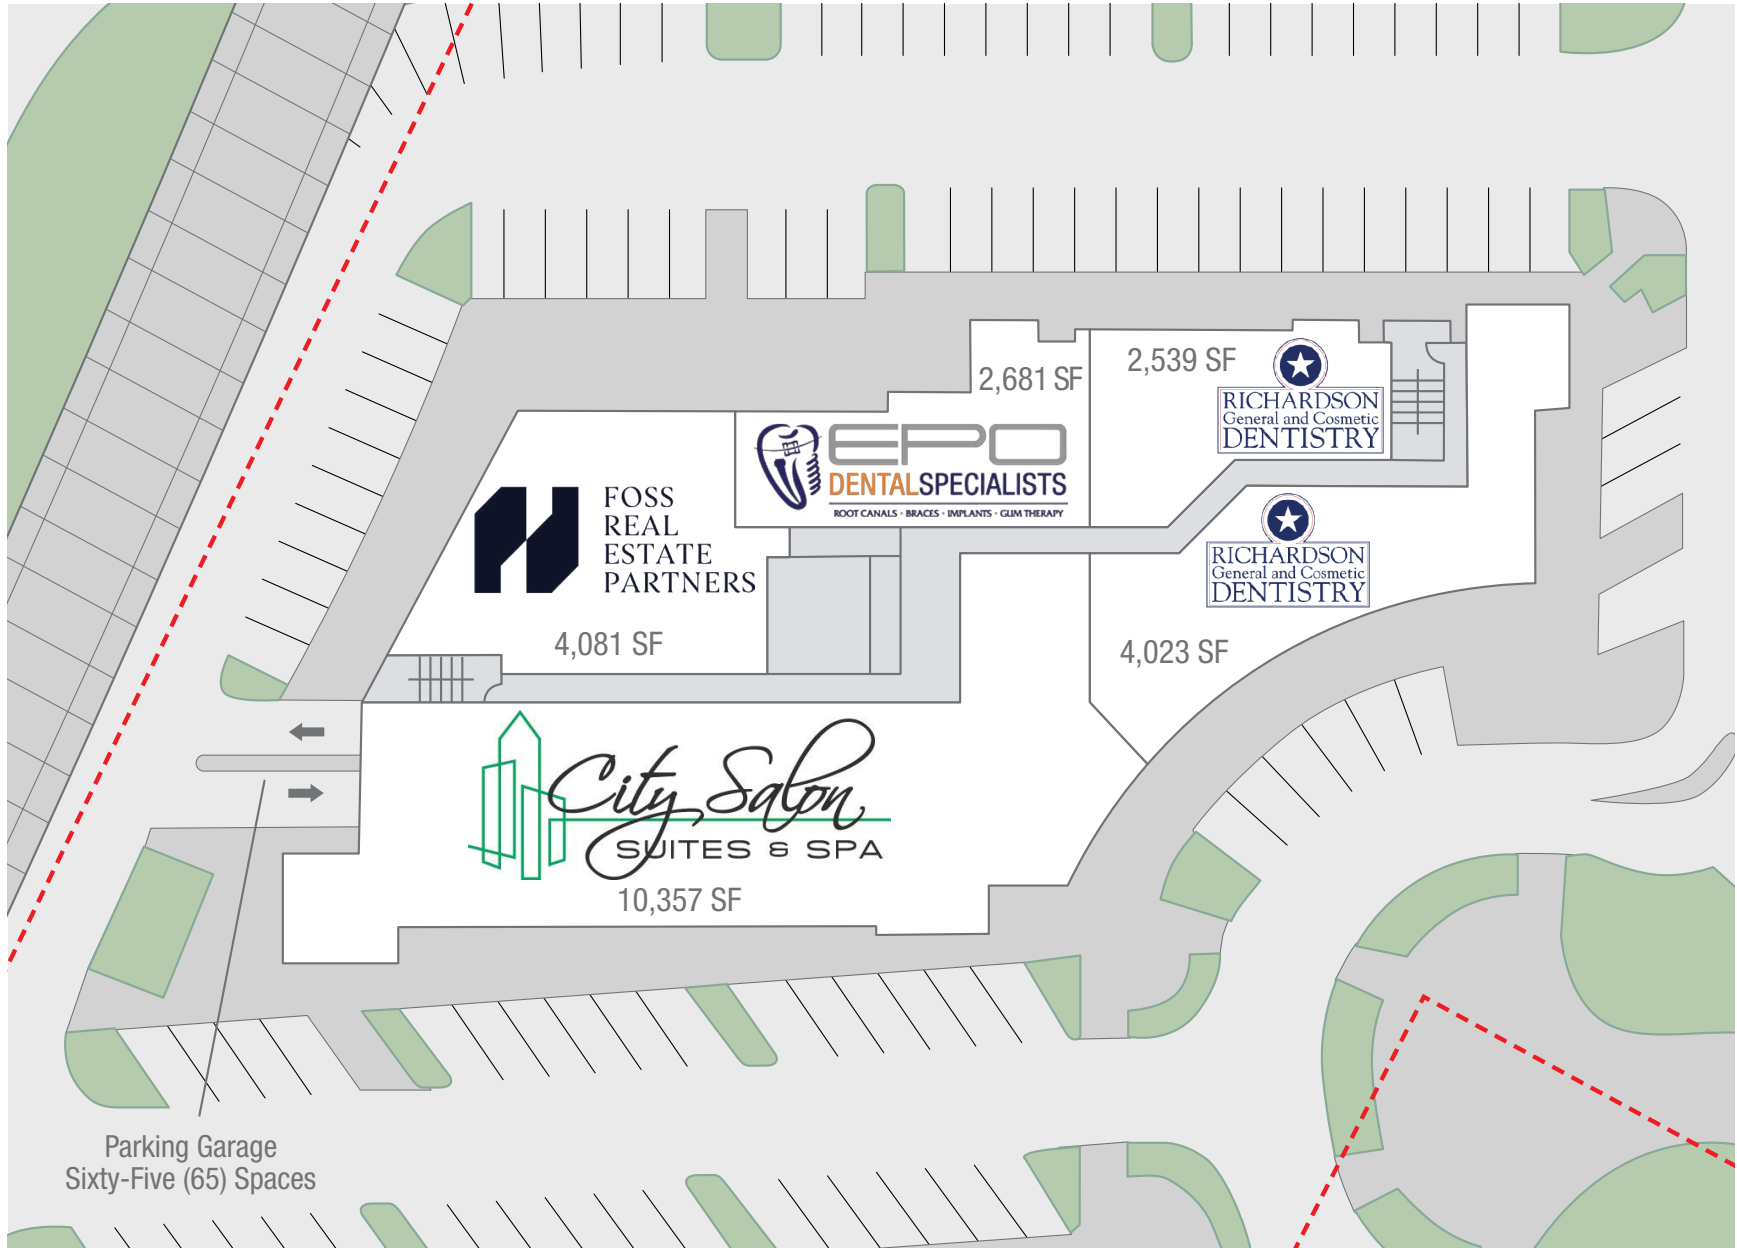 2,681 SF
2,539 SF
RICHARDSON
General and Cosmetic
DENTISTRY
EPO
DENTALSPECIALISTS
ROOT CANALS • BRACES • IMPLANTS • GUM THERAPY
FOSS
REAL
ESTATE
PARTNERS
4,081 SF
RICHARDSON
General and Cosmetic
DENTISTRY
4,023 SF
City Salon
SUITES & SPA
10,357 SF
Parking Garage
Sixty-Five (65) Spaces